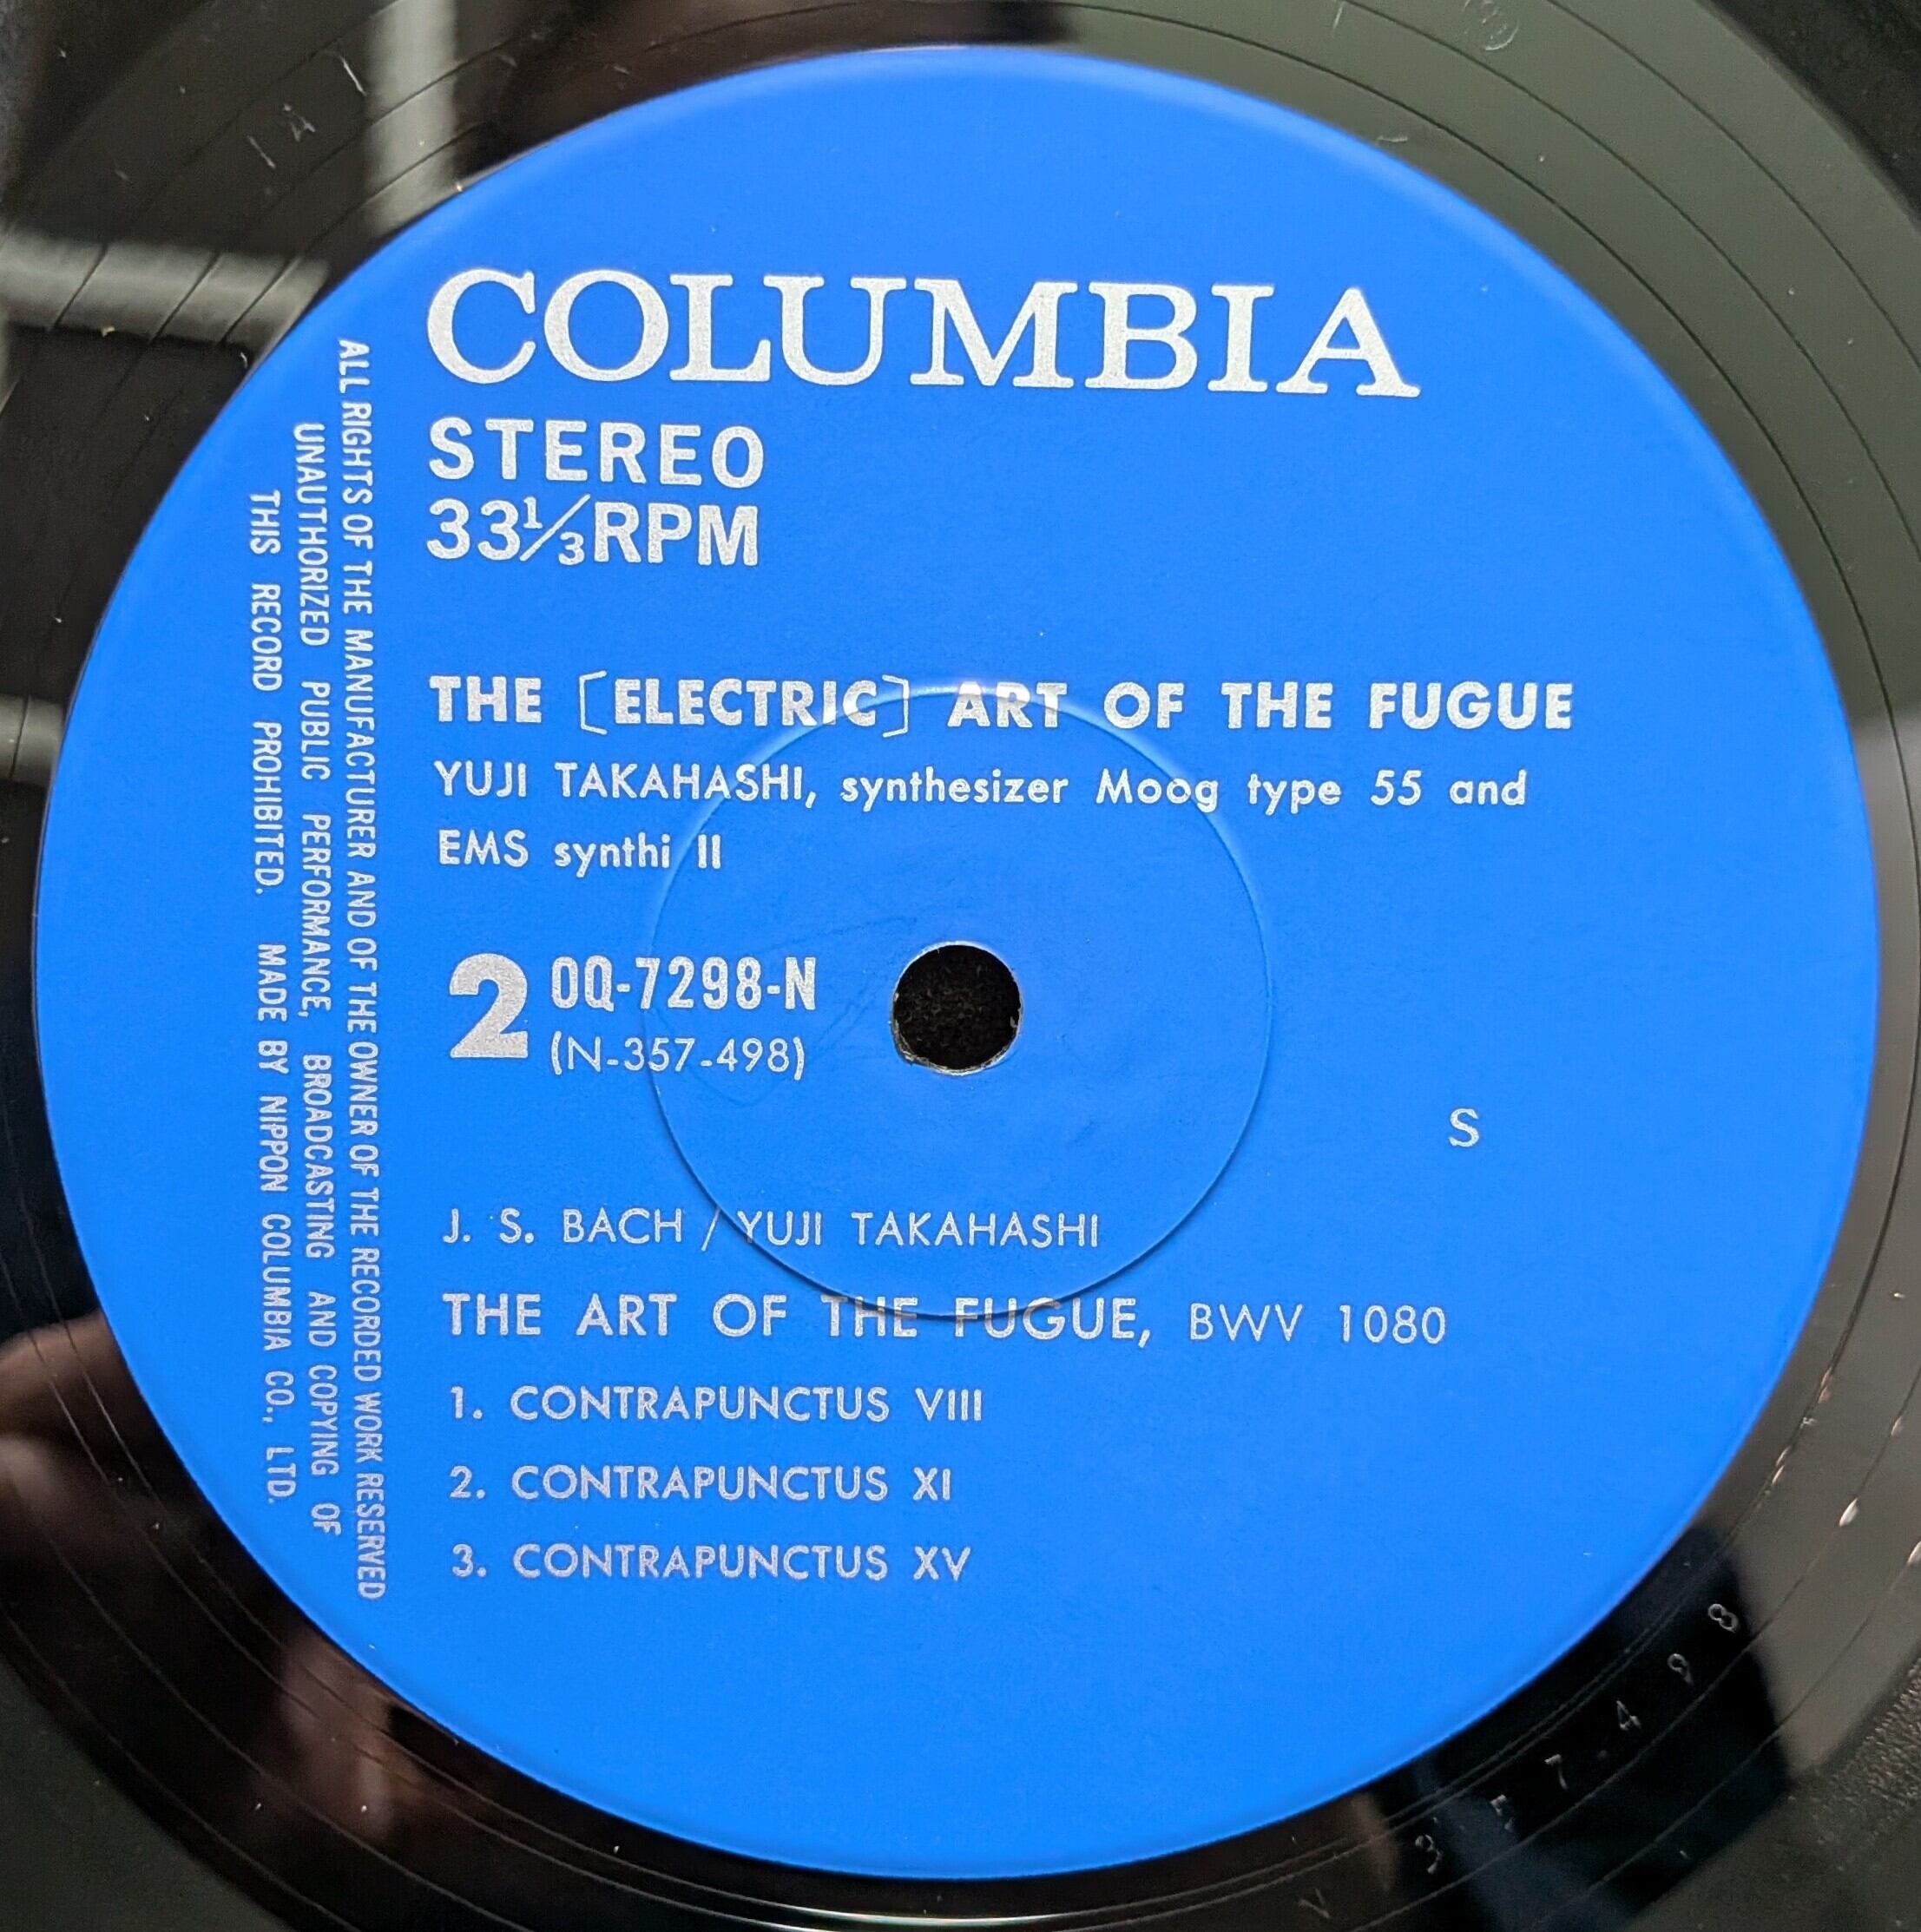 COLUMBIA
STEREO
33⅓RPM
THE [ELECTRIC] ART OF THE FUGUE
YUJI TAKAHASHI, synthesizer Moog type 55 and
EMS synthi II
2 OQ-7298-N
(N-357-498)
S
J. S. BACH / YUJI TAKAHASHI
THE ART OF THE FUGUE, BWV 1080
1. CONTRAPUNCTUS VIII
2. CONTRAPUNCTUS XI
3. CONTRAPUNCTUS XV
ALL RIGHTS OF THE MANUFACTURER AND OF THE OWNER OF THE RECORDED WORK RESERVED
UNAUTHORIZED PUBLIC PERFORMANCE, BROADCASTING AND COPYING OF
THIS RECORD PROHIBITED. MADE BY NIPPON COLUMBIA CO., LTD.
357-498